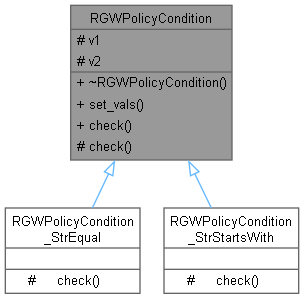 RGWPolicyCondition
# v1
# v2
+ ~RGWPolicyCondition()
+ set_vals()
+ check()
# check()
RGWPolicyCondition
_StrEqual
# check()
RGWPolicyCondition
_StrStartsWith
# check()